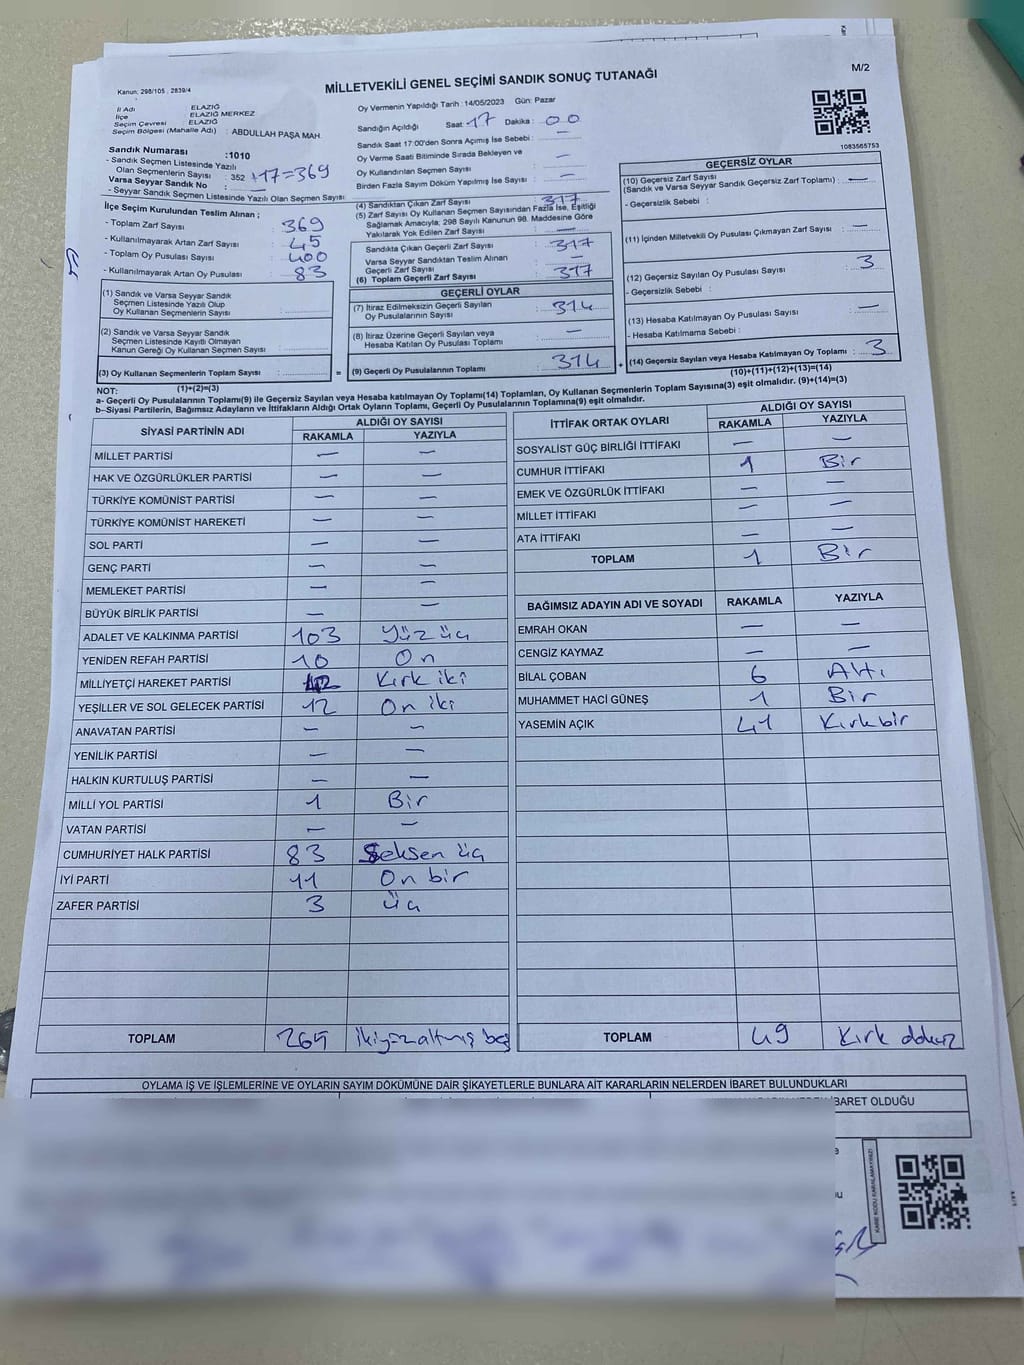 MİLLETVEKİLİ GENEL SEÇİMİ SANDIK SONUÇ TUTANAĞI
M/2
Kanun: 298/105 , 2839/4
İl Adı ELAZIĞ
İlçe ELAZIĞ MERKEZ
Seçim Çevresi ELAZIĞ
Seçim Bölgesi (Mahalle Adı) : ABDULLAH PAŞA MAH.
Sandık Numarası :1010
- Sandık Seçmen Listesinde Yazılı
Olan Seçmenlerin Sayısı : 352 +17=369
Varsa Seyyar Sandık No : —
- Seyyar Sandık Seçmen Listesinde Yazılı Olan Seçmen Sayısı
İlçe Seçim Kurulundan Teslim Alınan ;
- Toplam Zarf Sayısı : 369
- Kullanılmayarak Artan Zarf Sayısı : 45
- Toplam Oy Pusulası : 400
- Kullanılmayarak Artan Oy Pusulası : 83
(1) Sandık ve Varsa Seyyar Sandık
Seçmen Listesinde Yazılı Olup
Oy Kullanan Seçmenlerin Sayısı :
(2) Sandık ve Varsa Seyyar Sandık
Seçmen Listesinde Kayıtlı Olmayan
Kanun Gereği Oy Kullanan Seçmen Sayısı :
(3) Oy Kullanan Seçmenlerin Toplam Sayısı :
Oy Vermenin Yapıldığı Tarih : 14/05/2023 Gün: Pazar
Sandığın Açıldığı Saat : 17 Dakika : 00
Sandık Saat 17:00'den Sonra Açılmış İse Sebebi : —
Oy Verme Saati Bitiminde Sırada Bekleyen ve
Oy Kullandırılan Seçmen Sayısı : —
Birden Fazla Sayım Döküm Yapılmış İse Sayısı : —
(4) Sandıktan Çıkan Zarf Sayısı : 317
(5) Zarf Sayısı Oy Kullanan Seçmen Sayısından Fazla İse, Eşitliği
Sağlamak Amacıyla; 298 Sayılı Kanunun 98. Maddesine Göre
Yakılarak Yok Edilen Zarf Sayısı : —
Sandıkta Çıkan Geçerli Zarf Sayısı : 317
Varsa Seyyar Sandıktan Teslim Alınan
Geçerli Zarf Sayısı : —
(6) Toplam Geçerli Zarf Sayısı : 317
GEÇERLİ OYLAR
(7) İtiraz Edilmeksizin Geçerli Sayılan
Oy Pusulalarının Sayısı : 314
(8) İtiraz Üzerine Geçerli Sayılan veya
Hesaba Katılan Oy Pusulası Toplamı : —
= (9) Geçerli Oy Pusulalarının Toplamı : 314
1083565753
GEÇERSİZ OYLAR
(10) Geçersiz Zarf Sayısı
(Sandık ve Varsa Seyyar Sandık Geçersiz Zarf Toplamı) : —
- Geçersizlik Sebebi :
(11) İçinden Milletvekili Oy Pusulası Çıkmayan Zarf Sayısı : —
(12) Geçersiz Sayılan Oy Pusulası Sayısı : 3
- Geçersizlik Sebebi :
(13) Hesaba Katılmayan Oy Pusulası Sayısı : —
- Hesaba Katılmama Sebebi :
+ (14) Geçersiz Sayılan veya Hesaba Katılmayan Oy Toplamı : 3
NOT: (1)+(2)=(3) (10)+(11)+(12)+(13)=(14)
a- Geçerli Oy Pusulaları Toplamı(9) ile Geçersiz Sayılan veya Hesaba katılmayan Oy Toplamı(14) Toplamları, Oy Kullanan Seçmenlerin Toplam Sayısına(3) eşit olmalıdır. (9)+(14)=(3)
b--Siyasi Partilerin, Bağımsız Adayların ve İttifakların Aldığı Ortak Oyların Toplamı, Geçerli Oy Pusulalarının Toplamına(9) eşit olmalıdır.
SİYASİ PARTİNİN ADI ALDIĞI OY SAYISI
RAKAMLA YAZIYLA
MİLLET PARTİSİ — —
HAK VE ÖZGÜRLÜKLER PARTİSİ — —
TÜRKİYE KOMÜNİST PARTİSİ — —
TÜRKİYE KOMÜNİST HAREKETİ — —
SOL PARTİ — —
GENÇ PARTİ — —
MEMLEKET PARTİSİ — —
BÜYÜK BİRLİK PARTİSİ — —
ADALET VE KALKINMA PARTİSİ 103 Yüz üç
YENİDEN REFAH PARTİSİ 10 On
MİLLİYETÇİ HAREKET PARTİSİ 42 Kırk iki
YEŞİLLER VE SOL GELECEK PARTİSİ 12 On iki
ANAVATAN PARTİSİ — —
YENİLİK PARTİSİ — —
HALKIN KURTULUŞ PARTİSİ — —
MİLLİ YOL PARTİSİ 1 Bir
VATAN PARTİSİ — —
CUMHURİYET HALK PARTİSİ 83 Seksen üç
İYİ PARTİ 11 On bir
ZAFER PARTİSİ 3 üç
TOPLAM 265 ikiyüzaltmış beş
İTTİFAK ORTAK OYLARI ALDIĞI OY SAYISI
RAKAMLA YAZIYLA
SOSYALİST GÜÇ BİRLİĞİ İTTİFAKI — —
CUMHUR İTTİFAKI 1 Bir
EMEK VE ÖZGÜRLÜK İTTİFAKI — —
MİLLET İTTİFAKI — —
ATA İTTİFAKI — —
TOPLAM 1 Bir
BAĞIMSIZ ADAYIN ADI VE SOYADI RAKAMLA YAZIYLA
EMRAH OKAN — —
CENGİZ KAYMAZ — —
BİLAL ÇOBAN 6 Altı
MUHAMMET HACİ GÜNEŞ 1 Bir
YASEMİN AÇIK 41 Kırkbir
TOPLAM 49 Kırk dokuz
OYLAMA İŞ VE İŞLEMLERİNE VE OYLARIN SAYIM DÖKÜMÜNE DAİR ŞİKAYETLERLE BUNLARA AİT KARARLARIN NELERDEN İBARET BULUNDUKLARI
İBARET OLDUĞU
KARE KODU KARALAMAYINIZ!